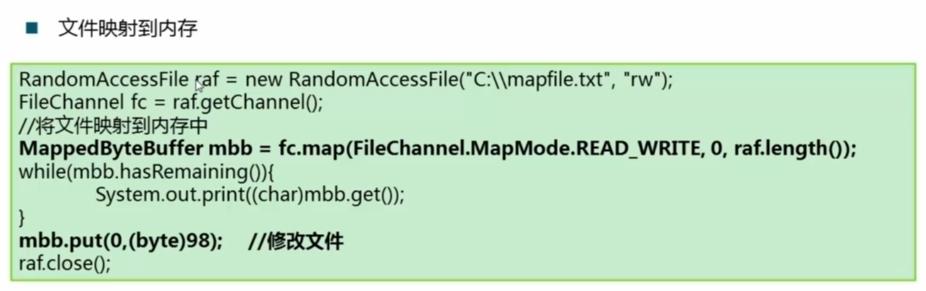 文件映射到内存
RandomAccessFile raf = new RandomAccessFile("C:\\mapfile.txt", "rw");
FileChannel fc = raf.getChannel();
//将文件映射到内存中
MappedByteBuffer mbb = fc.map(FileChannel.MapMode.READ_WRITE, 0, raf.length());
while(mbb.hasRemaining()){
System.out.print((char)mbb.get());
}
mbb.put(0,(byte)98); //修改文件
raf.close();